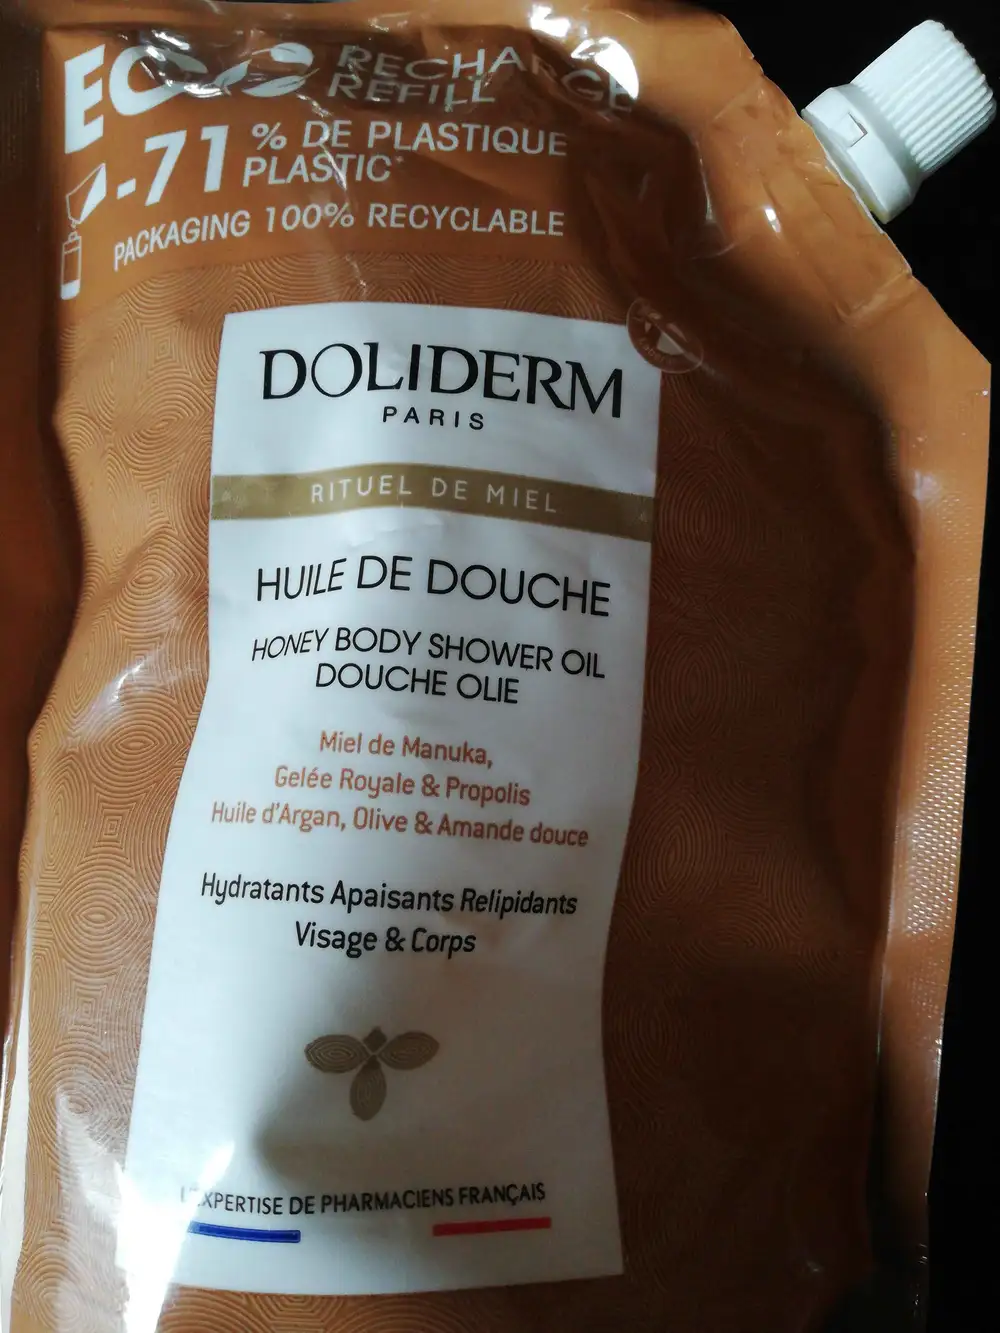 ECO RECHARGE
REFILL
-71 % DE PLASTIQUE
PLASTIC*
PACKAGING 100% RECYCLABLE
DOLIDERM
PARIS
RITUEL DE MIEL
HUILE DE DOUCHE
HONEY BODY SHOWER OIL
DOUCHE OLIE
Miel de Manuka,
Gelée Royale & Propolis
Huile d'Argan, Olive & Amande douce
Hydratants Apaisants Relipidants
Visage & Corps
L'EXPERTISE DE PHARMACIENS FRANÇAIS